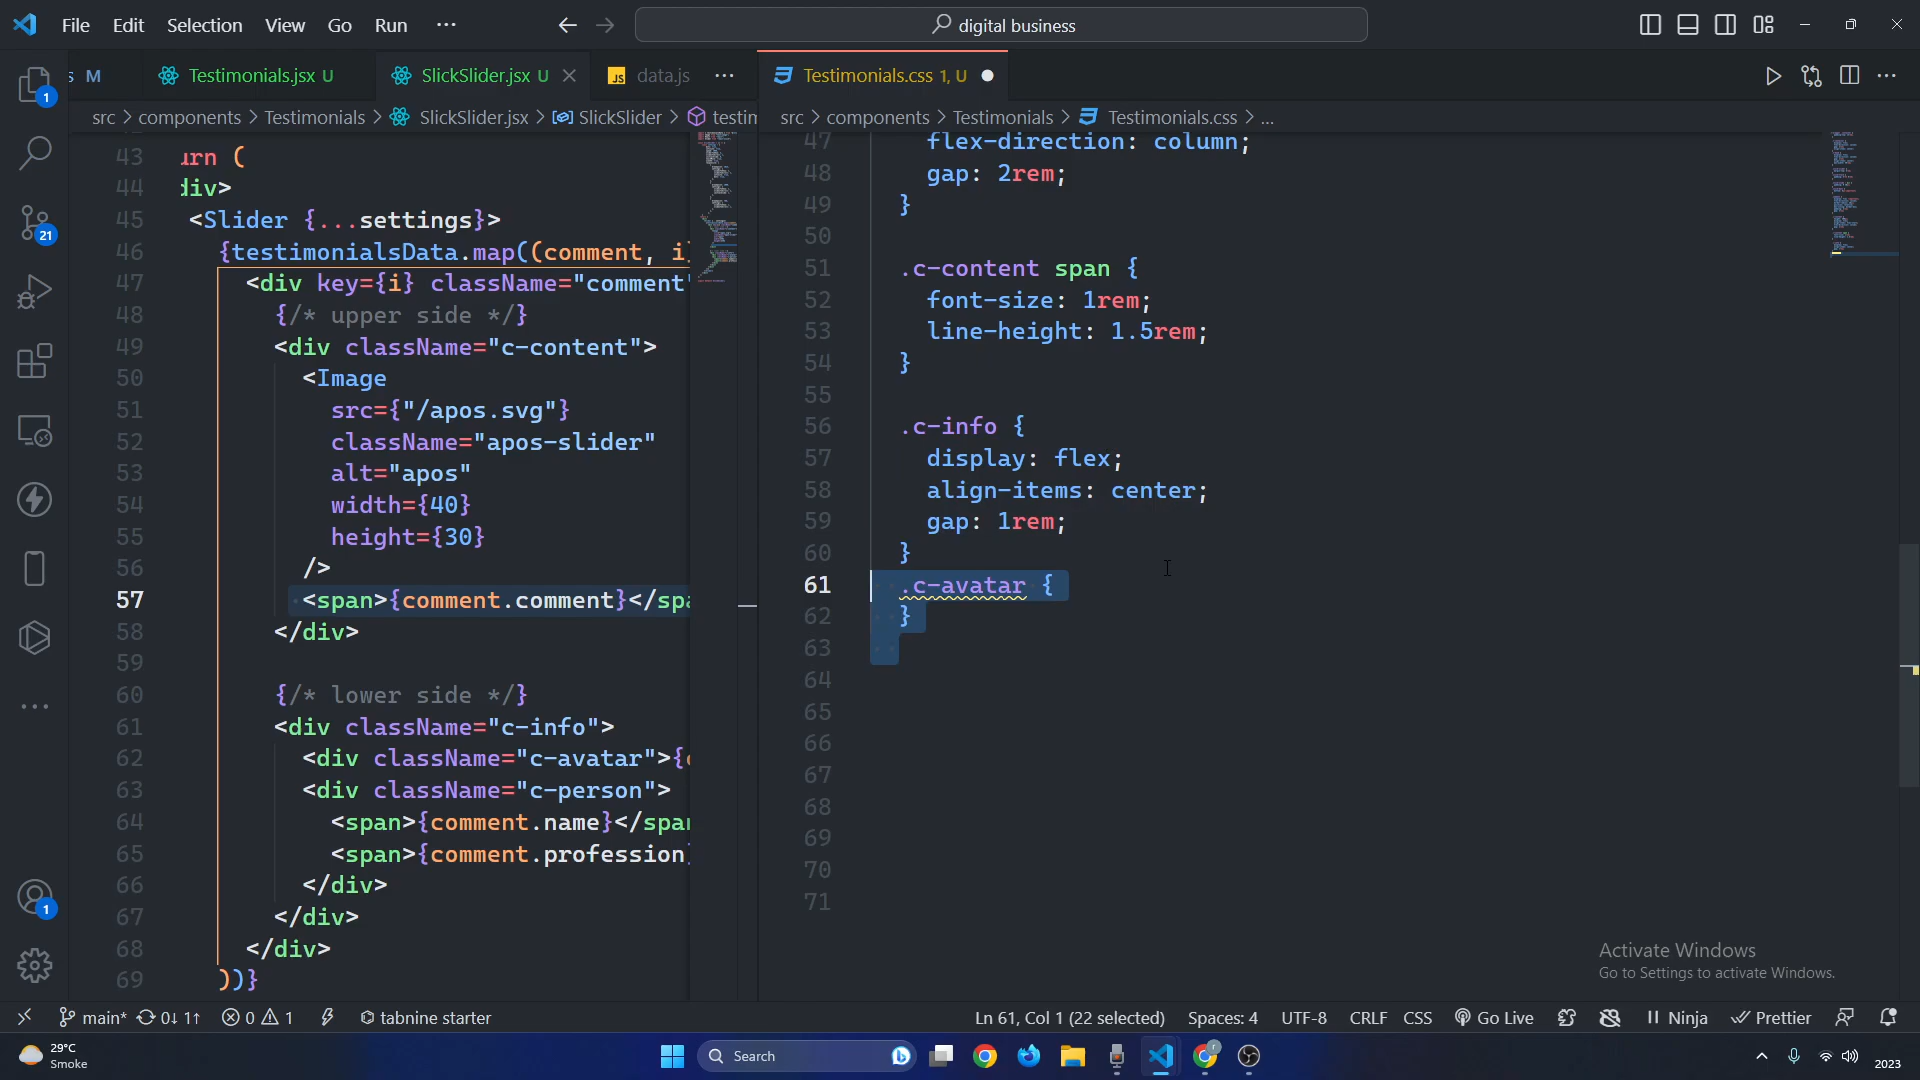 File Edit Selection View Go Run ··· digital business
s M Testimonials.jsx U SlickSlider.jsx U data.js ··· Testimonials.css 1, U
src > components > Testimonials > SlickSlider.jsx > SlickSlider > testim
src > components > Testimonials > Testimonials.css > ...
43 urn (
44 div>
45 <Slider {...settings}>
46 {testimonialsData.map((comment, i)
47 <div key={i} className="comment"
48 {/* upper side */}
49 <div className="c-content">
50 <Image
51 src={"/apos.svg"}
52 className="apos-slider"
53 alt="apos"
54 width={40}
55 height={30}
56 />
57 <span>{comment.comment}</spa
58 </div>
59
60 {/* lower side */}
61 <div className="c-info">
62 <div className="c-avatar">{c
63 <div className="c-person">
64 <span>{comment.name}</span
65 <span>{comment.profession}
66 </div>
67 </div>
68 </div>
69 ))}
47 flex-direction: column;
48 gap: 2rem;
49 }
50
51 .c-content span {
52 font-size: 1rem;
53 line-height: 1.5rem;
54 }
55
56 .c-info {
57 display: flex;
58 align-items: center;
59 gap: 1rem;
60 }
61 .c-avatar {
62 }
63
64
65
66
67
68
69
70
71
1
21
1
Activate Windows
Go to Settings to activate Windows.
main* 0↓ 1↑ 0 1 tabnine starter Ln 61, Col 1 (22 selected) Spaces: 4 UTF-8 CRLF CSS Go Live Ninja Prettier
29°C
Smoke
Search
2023